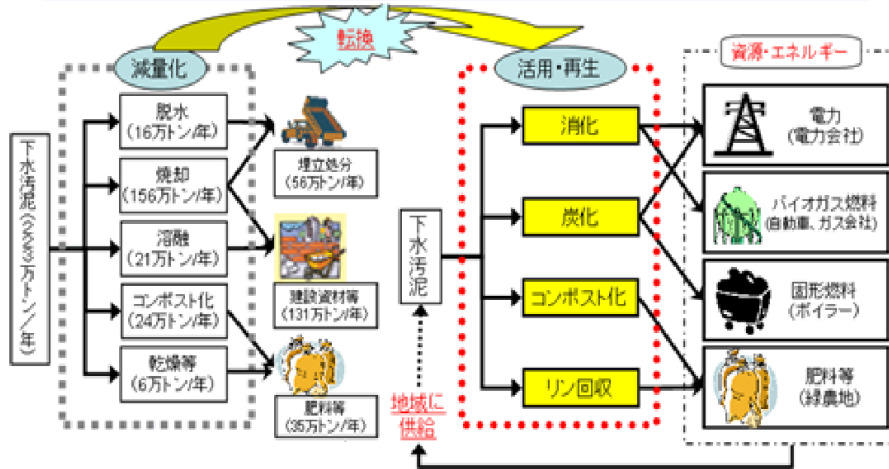 転換
減量化
脱水
(16万トン/年)
焼却
(156万トン/年)
溶融
(21万トン/年)
コンポスト化
(24万トン/年)
乾燥等
(6万トン/年)
下水汚泥(223万トン/年)
埋立処分
(56万トン/年)
建設資材等
(131万トン/年)
肥料等
(35万トン/年)
活用・再生
下水汚泥
消化
炭化
コンポスト化
リン回収
地域に
供給
資源・エネルギー
電力
(電力会社)
バイオガス燃料
(自動車、ガス会社)
固形燃料
(ボイラー)
肥料等
(緑農地)